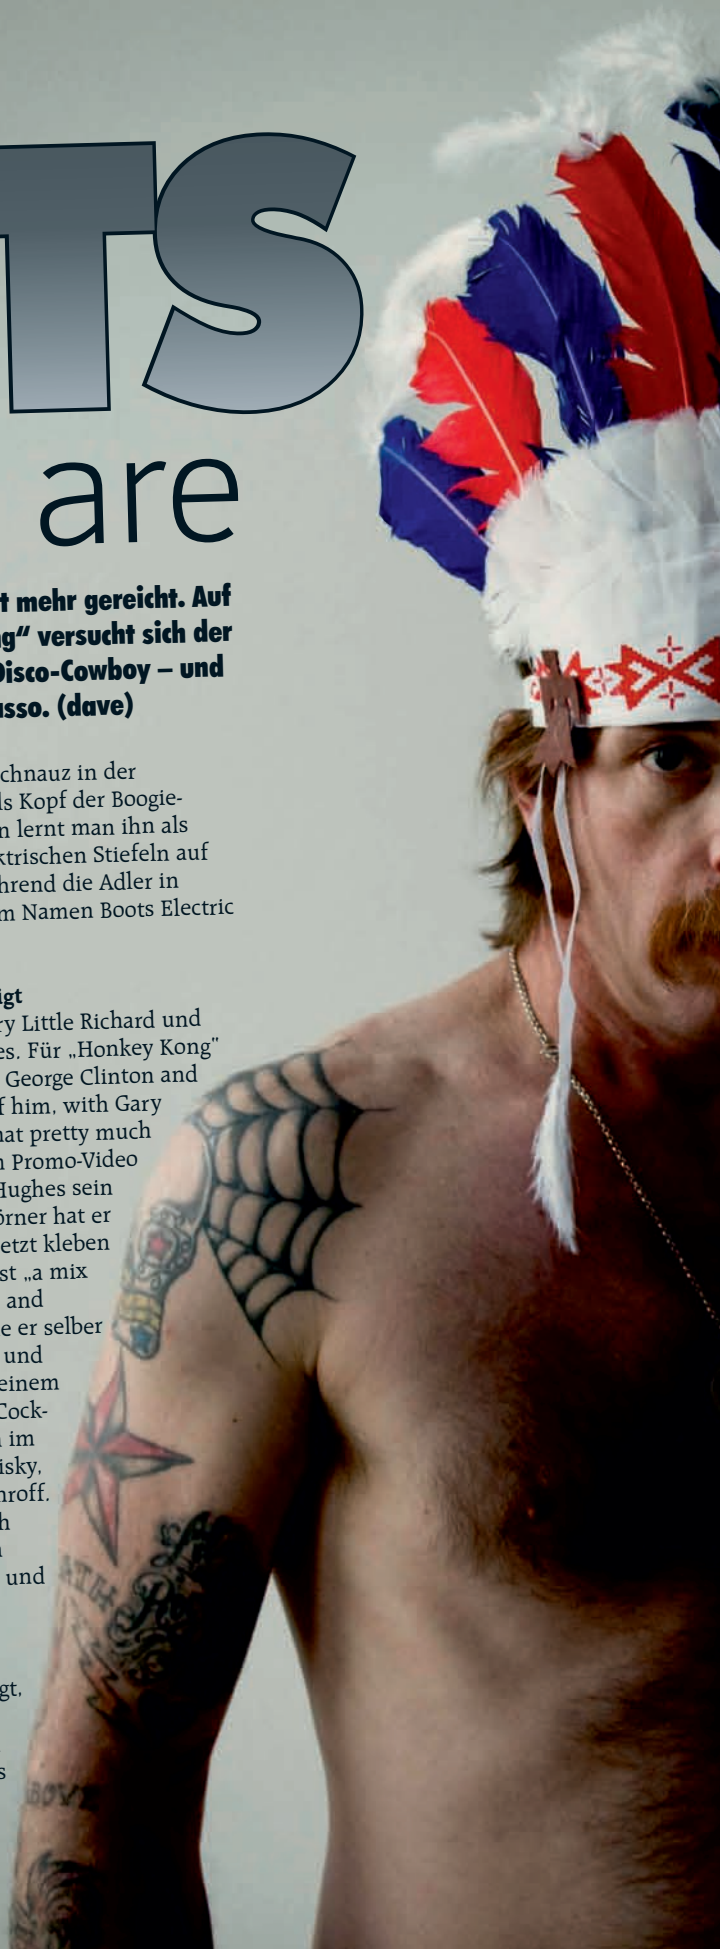 TS
are
t mehr gereicht. Auf
g“ versucht sich der
Disco-Cowboy – und
sso. (dave)
chnauz in der
ls Kopf der Boogie-
n lernt man ihn als
ktrischen Stiefeln auf
hrend die Adler in
m Namen Boots Electric
igt
ry Little Richard und
es. Für „Honkey Kong"
George Clinton and
f him, with Gary
hat pretty much
n Promo-Video
Hughes sein
örner hat er
etzt kleben
st „a mix
and
e er selber
und
einem
Cock-
im
isky,
hroff.
h
und
gt,
s
BOVE